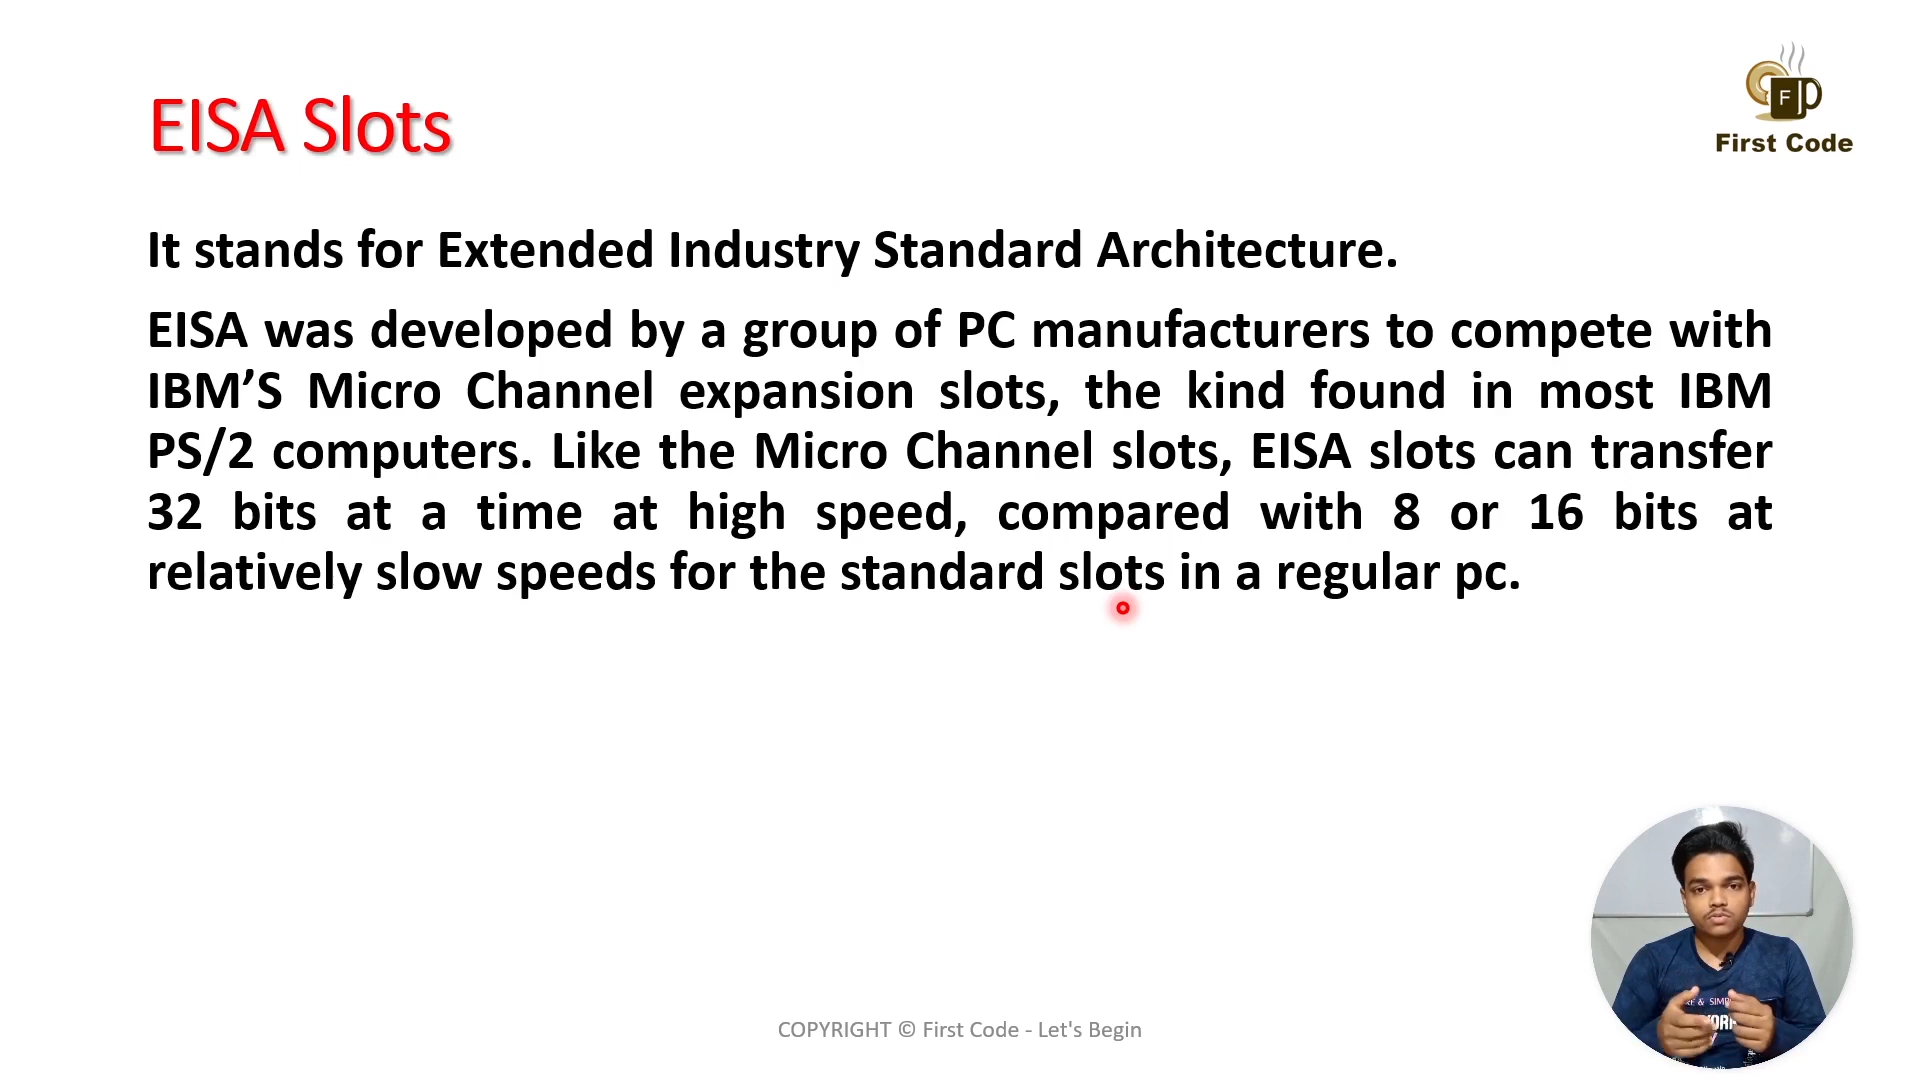 EISA Slots
F
First Code
It stands for Extended Industry Standard Architecture.
EISA was developed by a group of PC manufacturers to compete with
IBM’S Micro Channel expansion slots, the kind found in most IBM
PS/2 computers. Like the Micro Channel slots, EISA slots can transfer
32 bits at a time at high speed, compared with 8 or 16 bits at
relatively slow speeds for the standard slots in a regular pc.
COPYRIGHT © First Code - Let's Begin